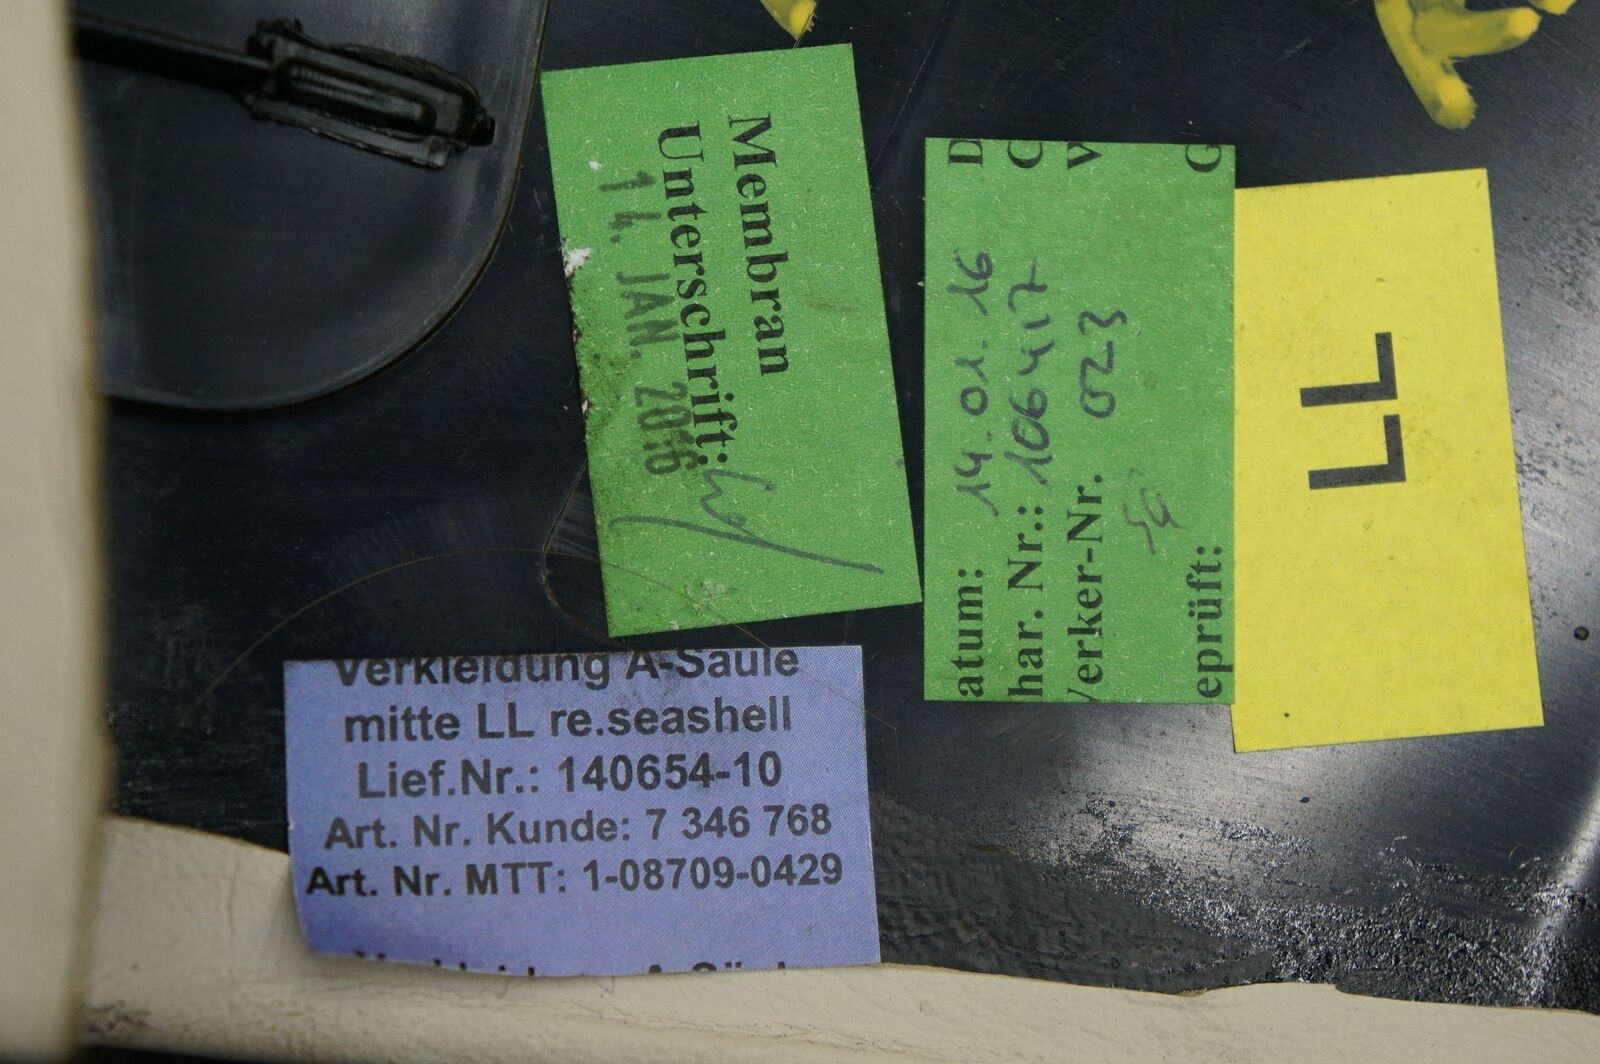 Membran
Unterschrift:
14. JAN. 2016
D
atum: 14.01.16
C
har. Nr.: 106417
V
erker-Nr. 023
G
eprüft:
LL
Verkleidung A-Säule
mitte LL re.seashell
Lief.Nr.: 140654-10
Art. Nr. Kunde: 7 346 768
Art. Nr. MTT: 1-08709-0429